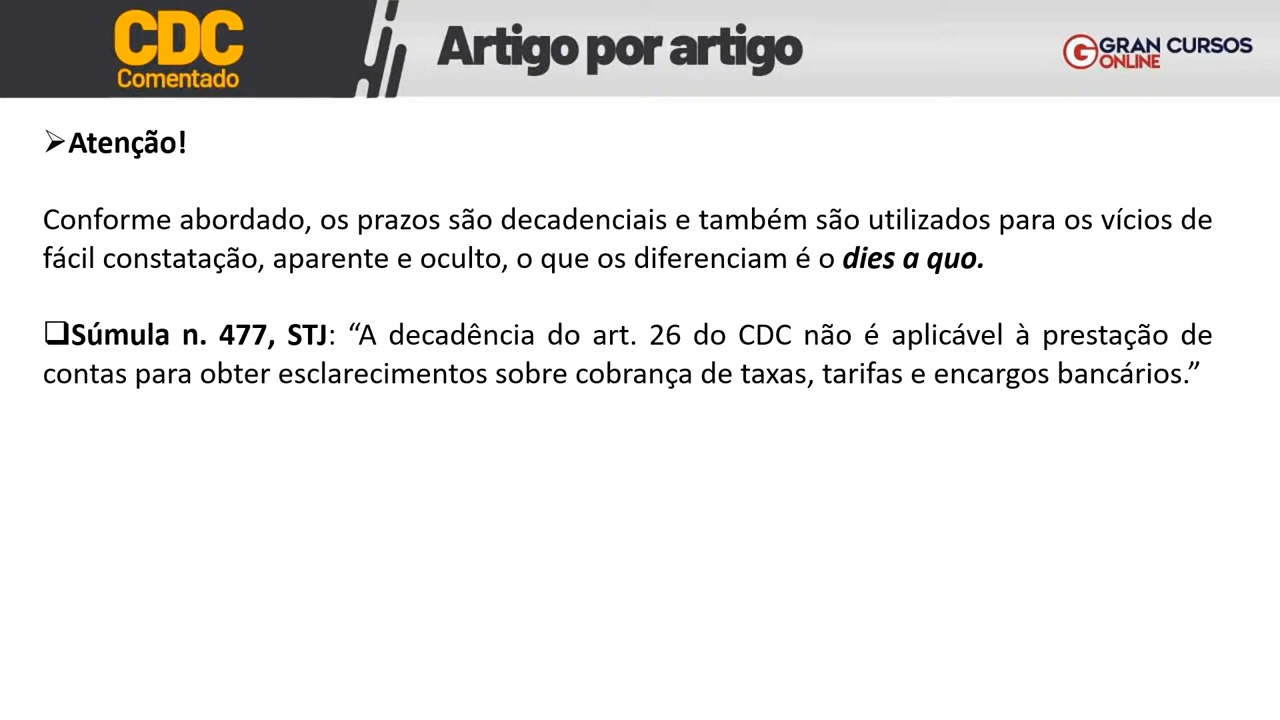 CDC
Comentado
Artigo por artigo
GRAN CURSOS
ONLINE
➢Atenção!
Conforme abordado, os prazos são decadenciais e também são utilizados para os vícios de
fácil constatação, aparente e oculto, o que os diferenciam é o dies a quo.
❑Súmula n. 477, STJ: “A decadência do art. 26 do CDC não é aplicável à prestação de
contas para obter esclarecimentos sobre cobrança de taxas, tarifas e encargos bancários.”